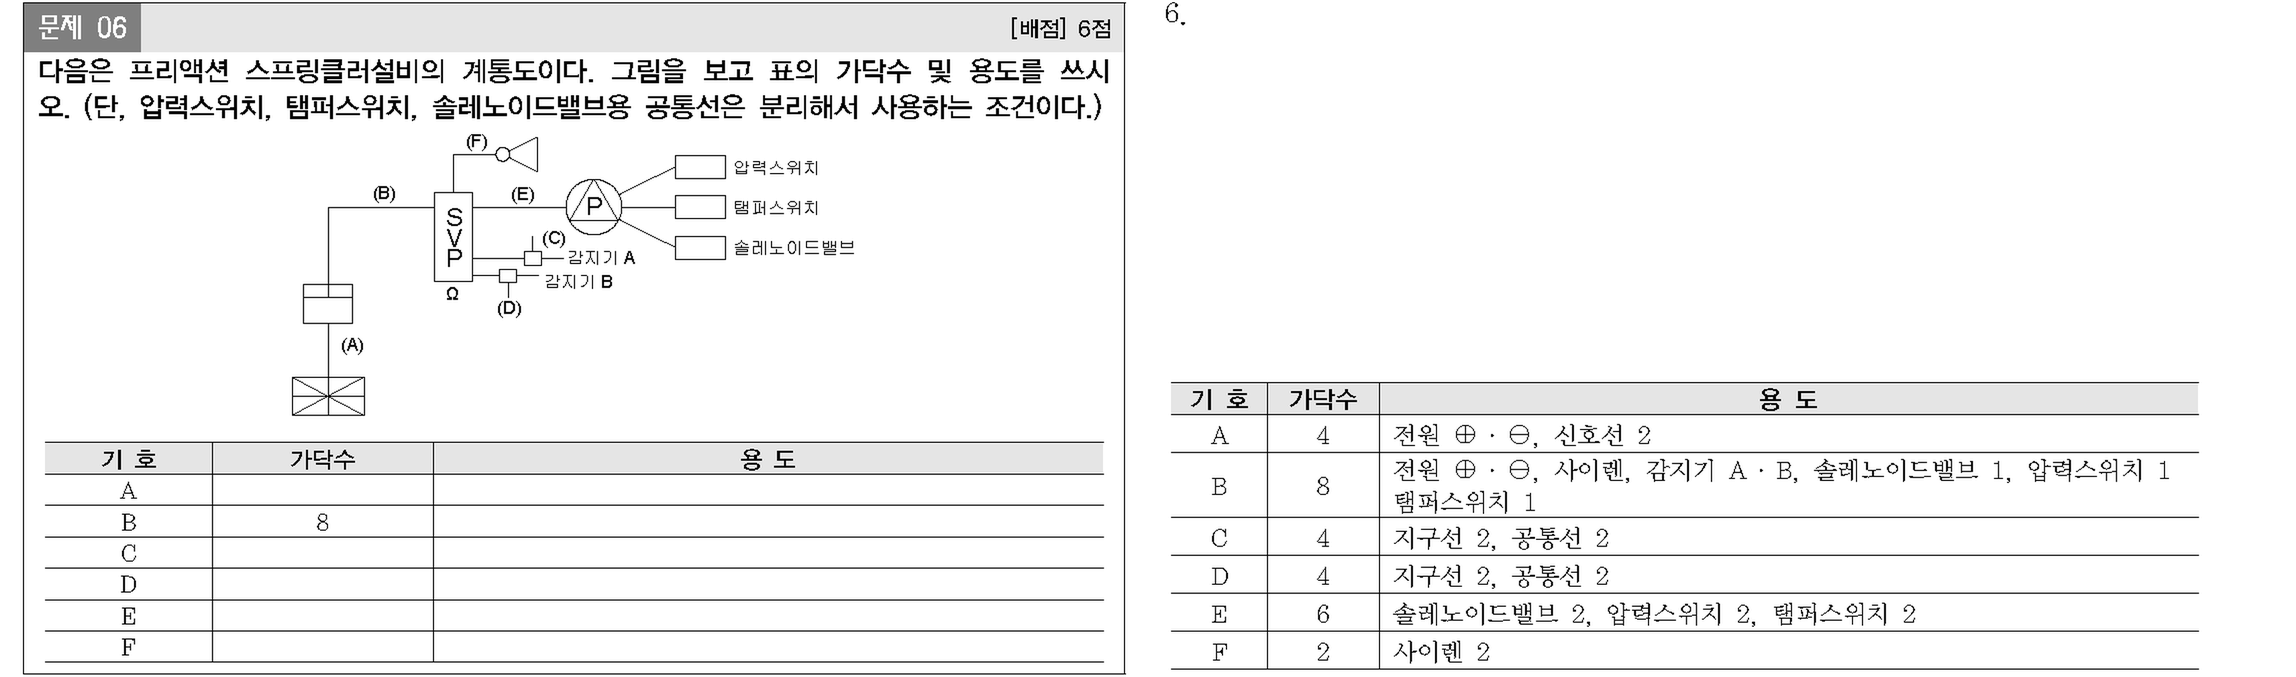 문제 06
[배점] 6점
다음은 프리액션 스프링클러설비의 계통도이다. 그림을 보고 표의 가닥수 및 용도를 쓰시
오. (단, 압력스위치, 탬퍼스위치, 솔레노이드밸브용 공통선은 분리해서 사용하는 조건이다.)
(F)
(B)
(E)
SVP
P
압력스위치
탬퍼스위치
솔레노이드밸브
(C)
감지기 A
감지기 B
(D)
Ω
(A)
기 호 가닥수 용 도
A
B 8
C
D
E
F
6.
기 호 가닥수 용 도
A 4 전원 ⊕ · ⊖, 신호선 2
B 8 전원 ⊕ · ⊖, 사이렌, 감지기 A · B, 솔레노이드밸브 1, 압력스위치 1
탬퍼스위치 1
C 4 지구선 2, 공통선 2
D 4 지구선 2, 공통선 2
E 6 솔레노이드밸브 2, 압력스위치 2, 탬퍼스위치 2
F 2 사이렌 2